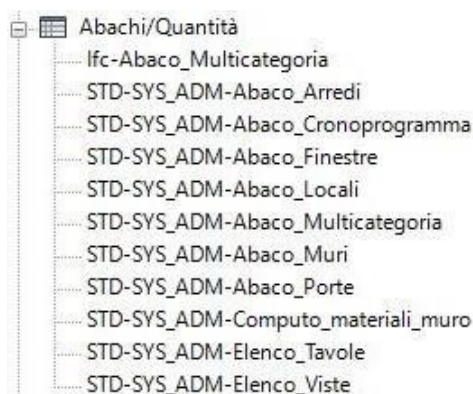 Abachi/Quantità
Ifc-Abaco_Multicategoria
STD-SYS_ADM-Abaco_Arredi
STD-SYS_ADM-Abaco_Cronoprogramma
STD-SYS_ADM-Abaco_Finestre
STD-SYS_ADM-Abaco_Locali
STD-SYS_ADM-Abaco_Multicategoria
STD-SYS_ADM-Abaco_Muri
STD-SYS_ADM-Abaco_Porte
STD-SYS_ADM-Computo_materiali_muro
STD-SYS_ADM-Elenco_Tavole
STD-SYS_ADM-Elenco_Viste